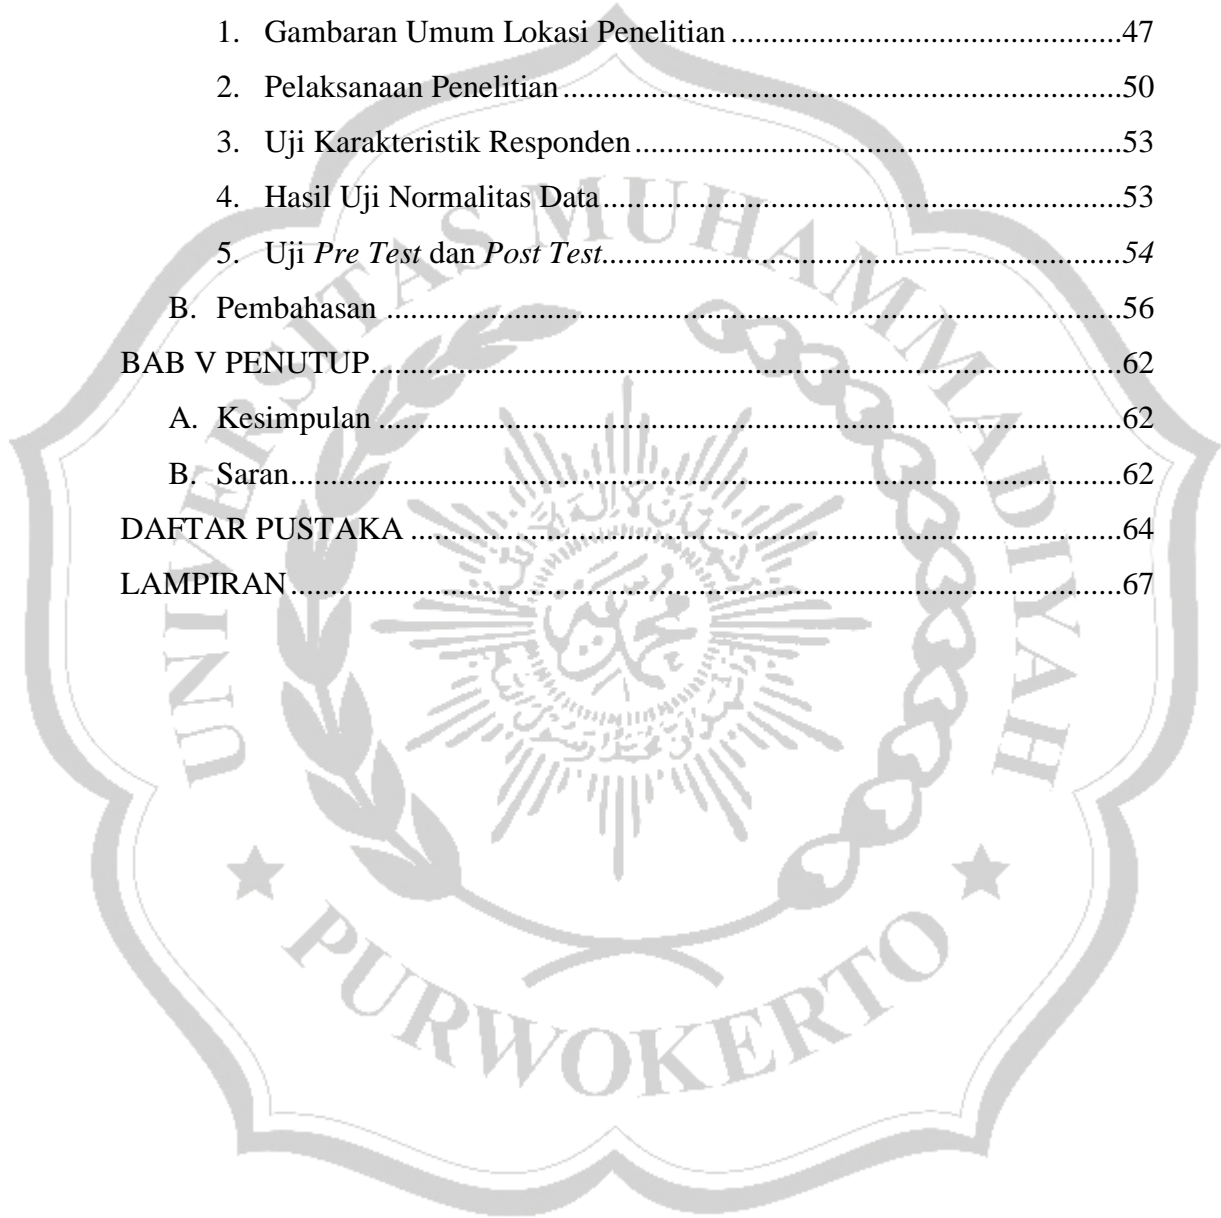 1. Gambaran Umum Lokasi Penelitian ................................................47
2. Pelaksanaan Penelitian .....................................................................50
3. Uji Karakteristik Responden ............................................................53
4. Hasil Uji Normalitas Data ................................................................53
5. Uji Pre Test dan Post Test ................................................................54
B. Pembahasan ...........................................................................................56
BAB V PENUTUP .............................................................................................62
A. Kesimpulan ...........................................................................................62
B. Saran ......................................................................................................62
DAFTAR PUSTAKA ........................................................................................64
LAMPIRAN .......................................................................................................67
UNIVERSITAS MUHAMMADIYAH
PURWOKERTO